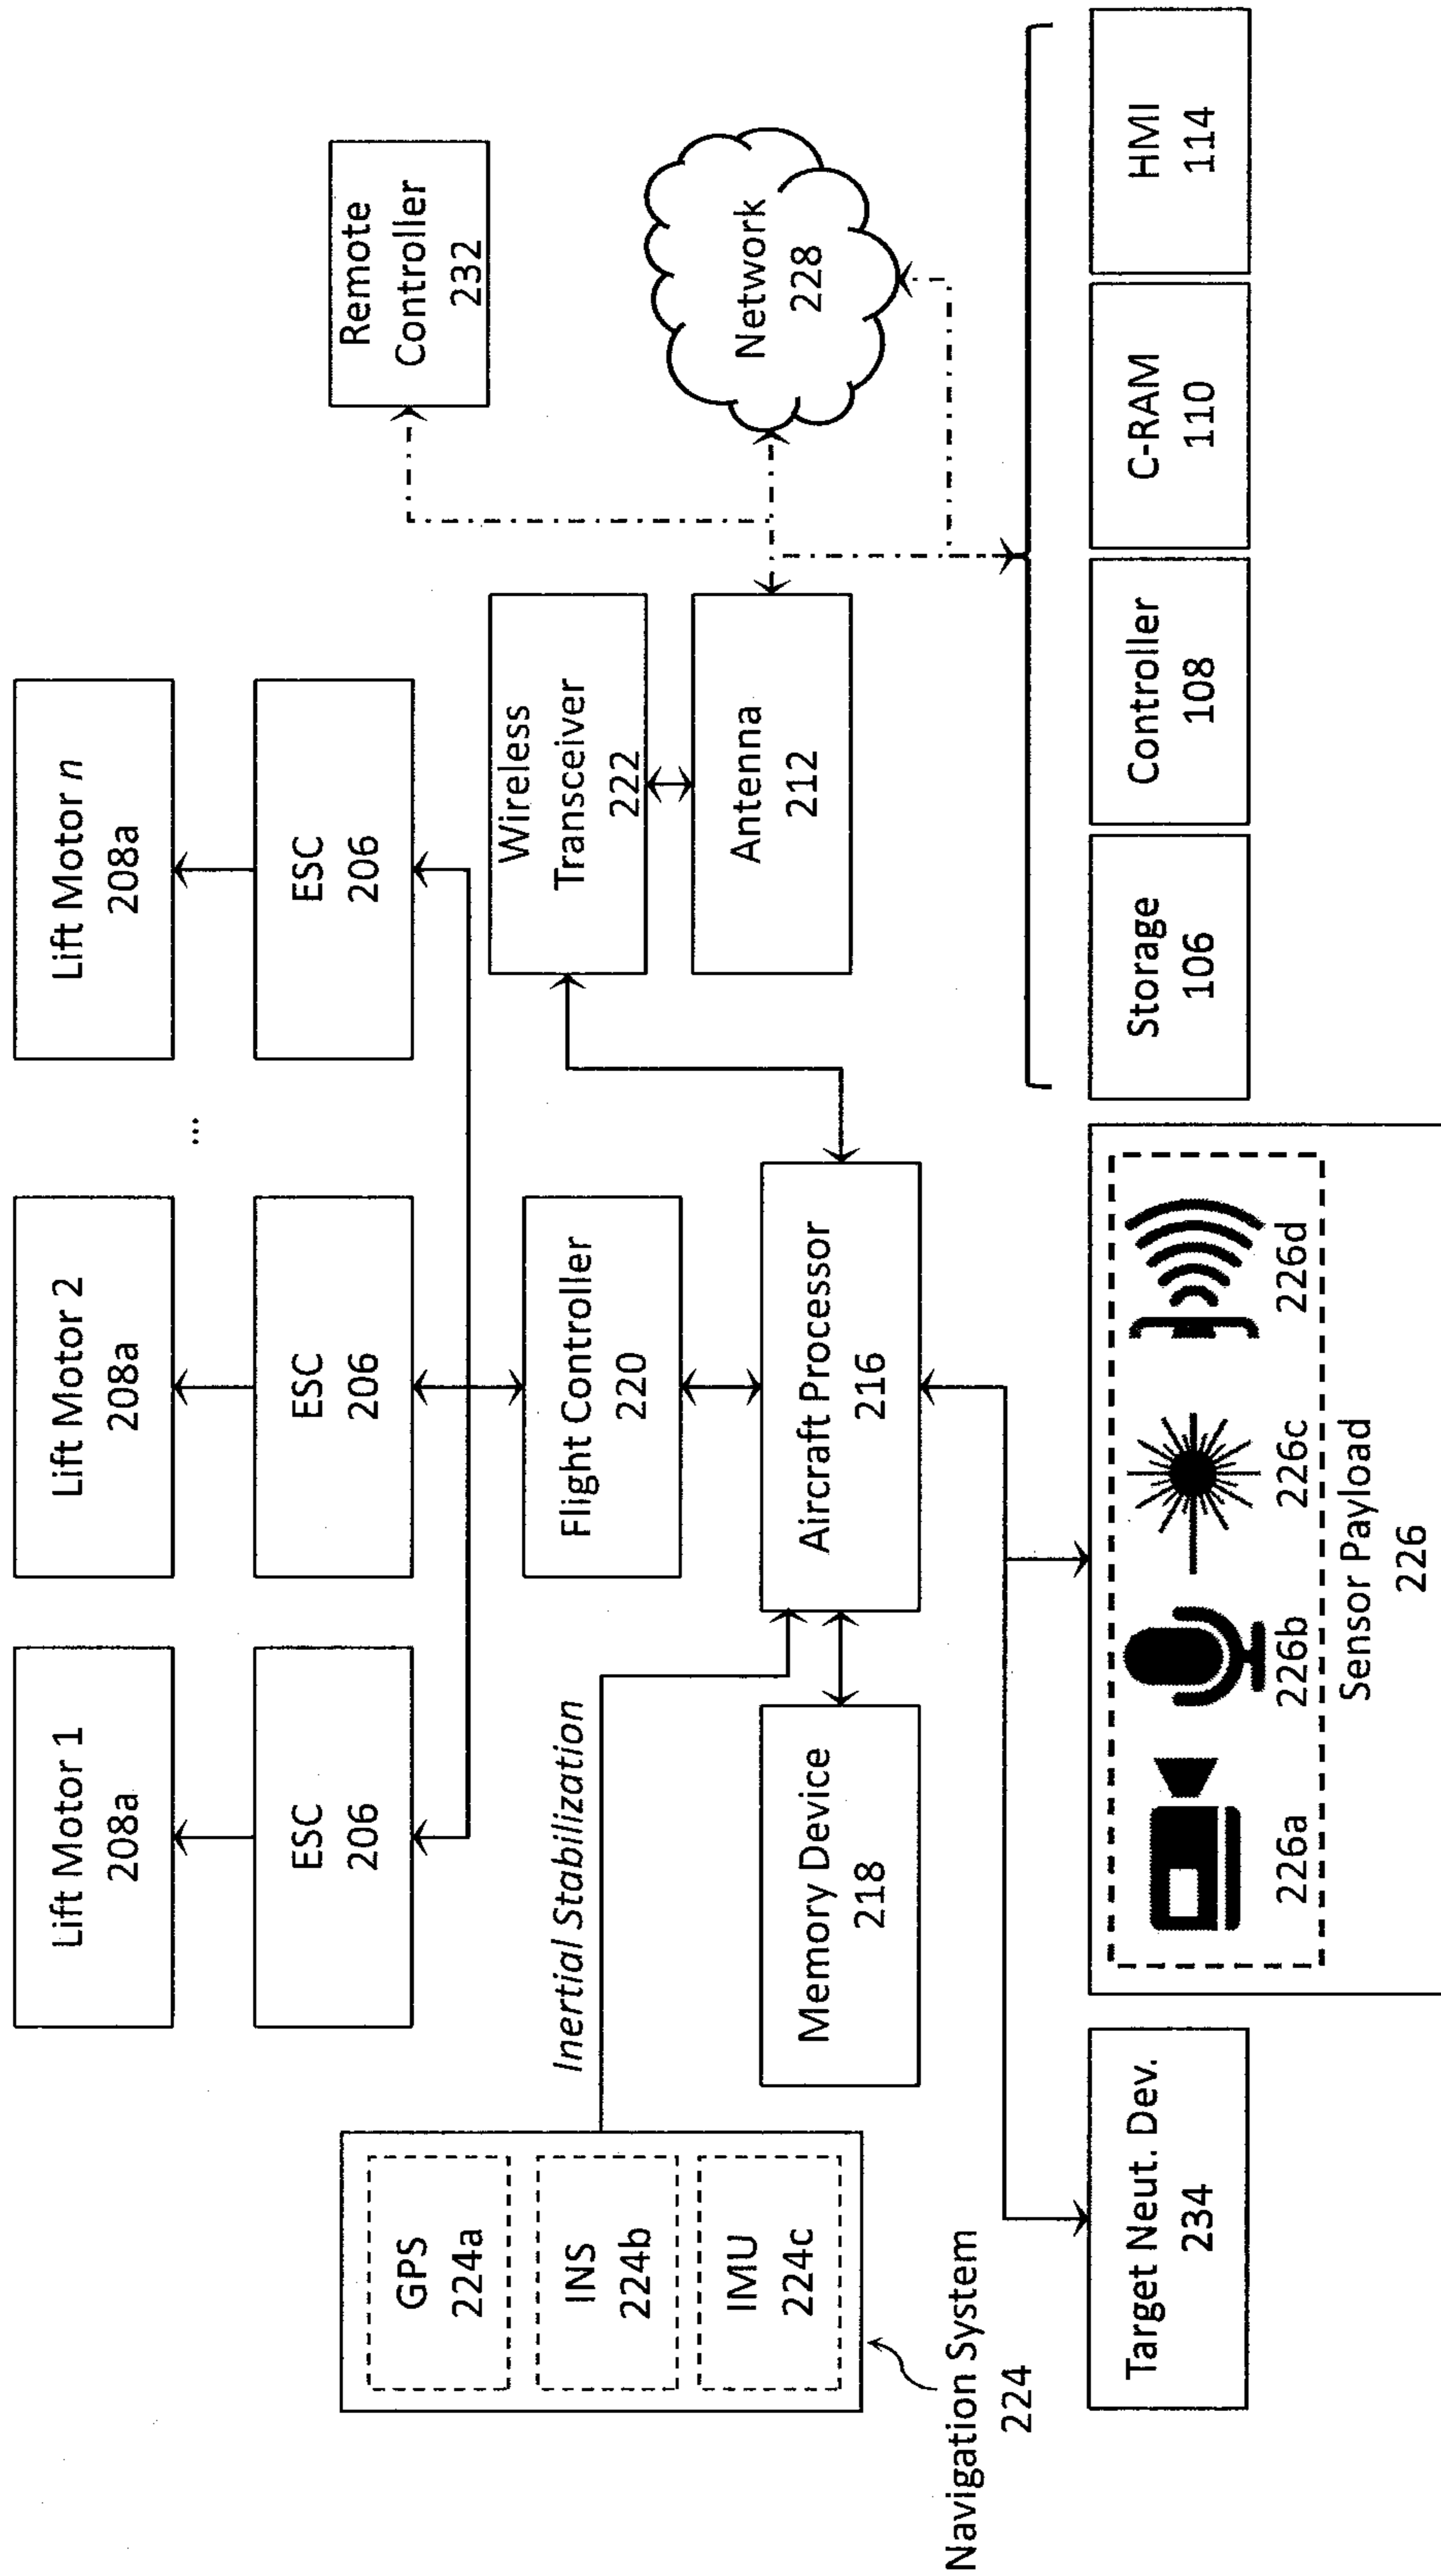 Lift Motor 1
208a
Lift Motor 2
208a
...
Lift Motor n
208a
ESC
206
ESC
206
ESC
206
Remote
Controller
232
GPS
224a
INS
224b
IMU
224c
Navigation System
224
Inertial Stabilization
Flight Controller
220
Wireless
Transceiver
222
Memory Device
218
Aircraft Processor
216
Antenna
212
Network
228
Target Neut. Dev.
234
226a
226b
226c
226d
Sensor Payload
226
Storage
106
Controller
108
C-RAM
110
HMI
114